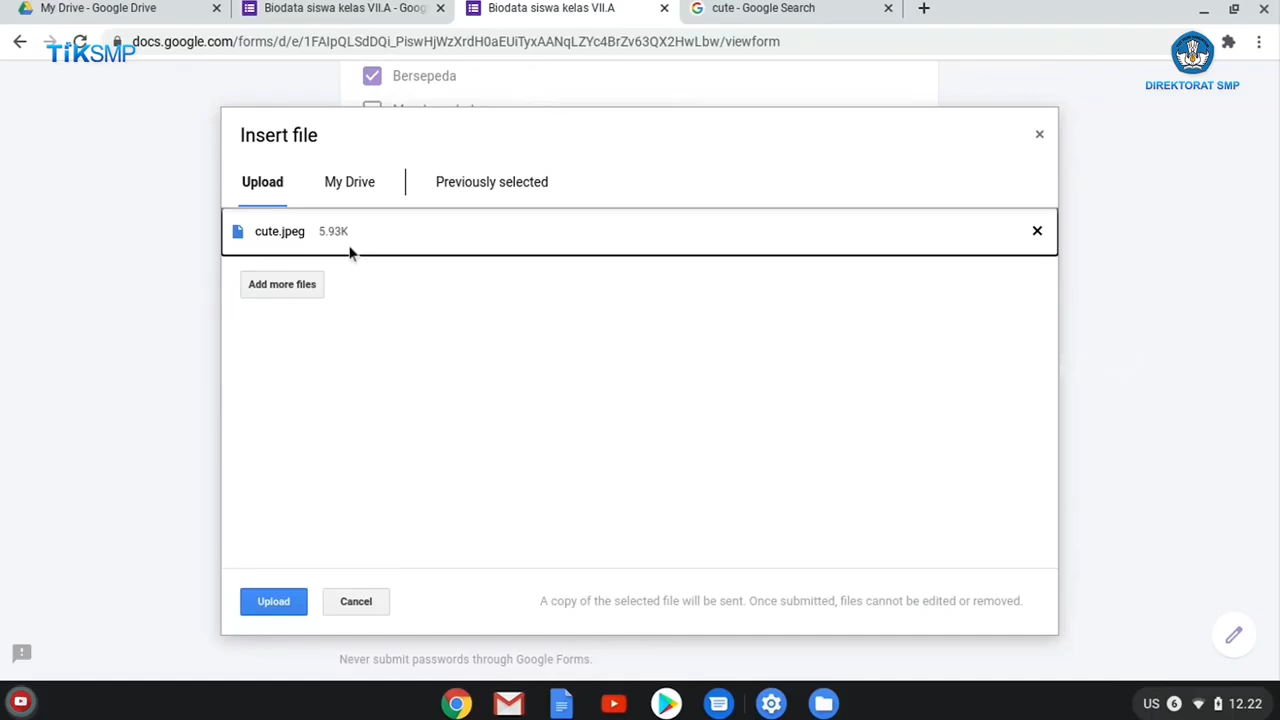 My Drive - Google Drive
Biodata siswa kelas VII.A - Goog
Biodata siswa kelas VII.A
cute - Google Search
docs.google.com/forms/d/e/1FAIpQLSdDQi_PiswHjWzXrdH0aEUiTyxAANqLZYc4BrZv63QX2HwLbw/viewform
TiKSMP
DIREKTORAT SMP
Bersepeda
Insert file
Upload
My Drive
Previously selected
cute.jpeg 5.93K
Add more files
Upload
Cancel
A copy of the selected file will be sent. Once submitted, files cannot be edited or removed.
Never submit passwords through Google Forms.
US 6 12.22